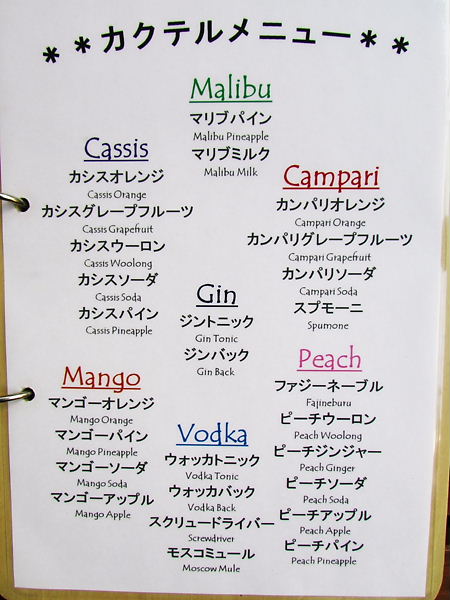 **カクテルメニュー**
Malibu
マリブパイン
Malibu Pineapple
マリブミルク
Malibu Milk
Cassis
カシスオレンジ
Cassis Orange
カシスグレープフルーツ
Cassis Grapefruit
カシスウーロン
Cassis Woolong
カシスソーダ
Cassis Soda
カシスパイン
Cassis Pineapple
Campari
カンパリオレンジ
Campari Orange
カンパリグレープフルーツ
Campari Grapefruit
カンパリソーダ
Campari Soda
スプモーニ
Spumone
Gin
ジントニック
Gin Tonic
ジンバック
Gin Back
Mango
マンゴーオレンジ
Mango Orange
マンゴーパイン
Mango Pineapple
マンゴーソーダ
Mango Soda
マンゴーアップル
Mango Apple
Vodka
ウォッカトニック
Vodka Tonic
ウォッカバック
Vodka Back
スクリュードライバー
Screwdriver
モスコミュール
Moscow Mule
Peach
ファジーネーブル
Fajineburu
ピーチウーロン
Peach Woolong
ピーチジンジャー
Peach Ginger
ピーチソーダ
Peach Soda
ピーチアップル
Peach Apple
ピーチパイン
Peach Pineapple